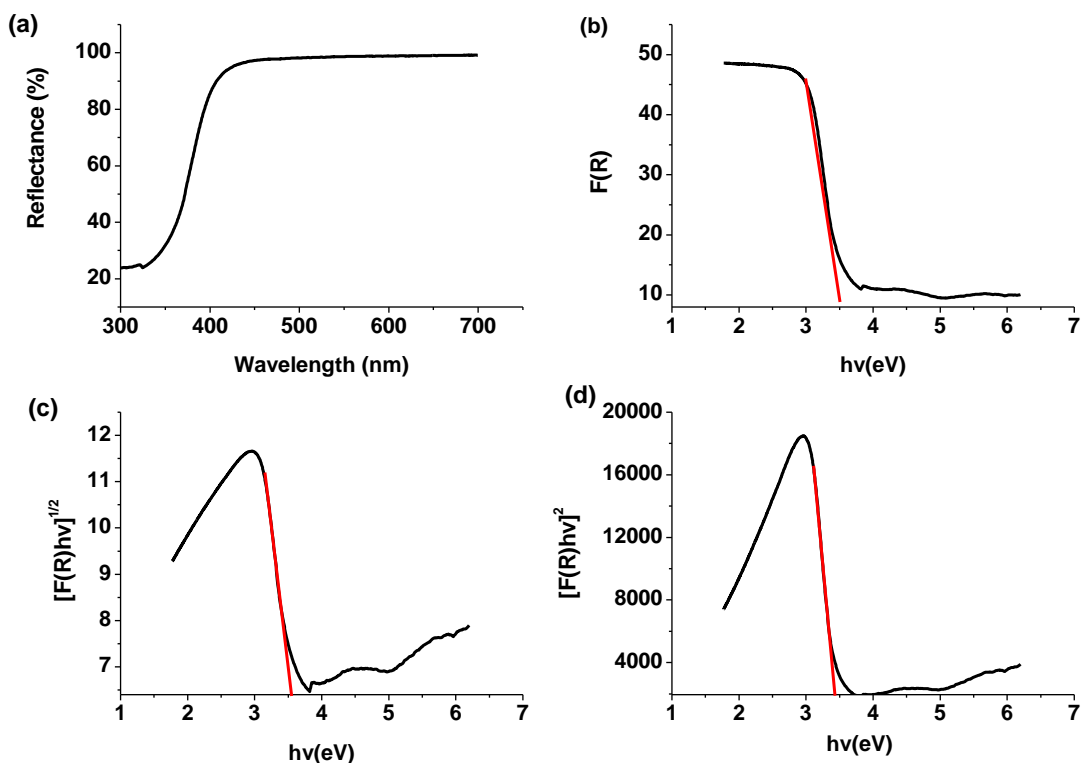 (a)
100
80
60
40
20
300 400 500 600 700
Reflectance (%)
Wavelength (nm)
(b)
50
40
30
20
10
1 2 3 4 5 6 7
F(R)
hv(eV)
(c)
12
11
10
9
8
7
1 2 3 4 5 6 7
[F(R)hv]^1/2
hv(eV)
(d)
20000
16000
12000
8000
4000
1 2 3 4 5 6 7
[F(R)hv]^2
hv(eV)